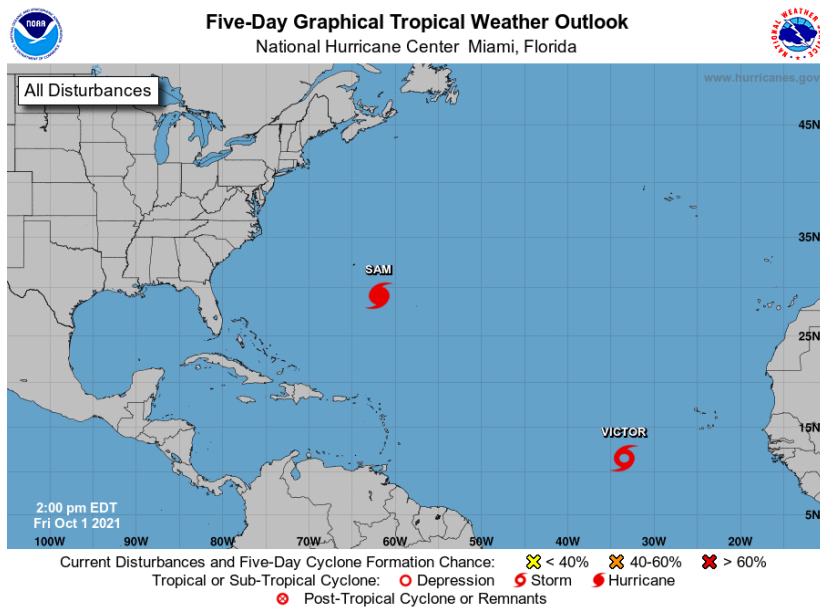 Five-Day Graphical Tropical Weather Outlook
National Hurricane Center Miami, Florida
NOAA
All Disturbances
www.hurricanes.gov
45N
35N
SAM
25N
VICTOR
15N
2:00 pm EDT
Fri Oct 1 2021
5N
100W 90W 80W 70W 60W 50W 40W 30W 20W
Current Disturbances and Five-Day Cyclone Formation Chance: < 40% 40-60% > 60%
Tropical or Sub-Tropical Cyclone: Depression Storm Hurricane
Post-Tropical Cyclone or Remnants